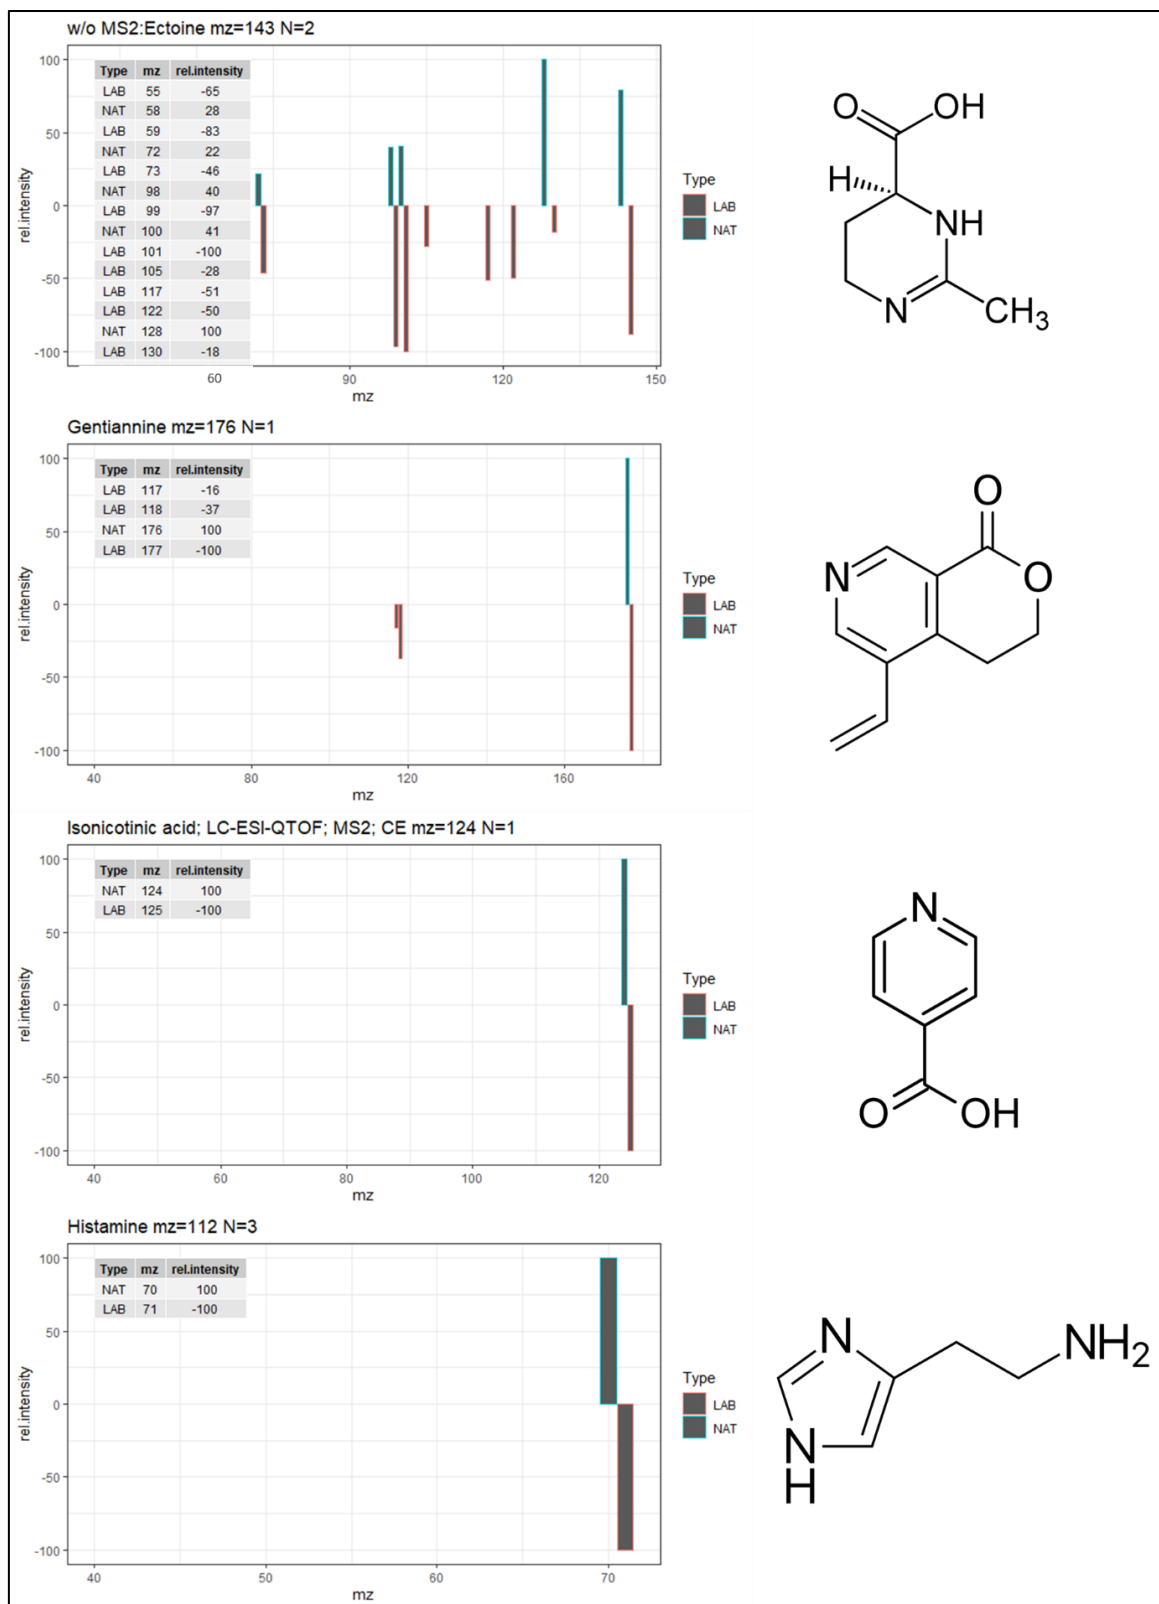 w/o MS2:Ectoine mz=143 N=2
Type mz rel.intensity
LAB 55 -65
NAT 58 28
LAB 59 -83
NAT 72 22
LAB 73 -46
NAT 98 40
LAB 99 -97
NAT 100 41
LAB 101 -100
LAB 105 -28
LAB 117 -51
LAB 122 -50
NAT 128 100
LAB 130 -18
100
50
0
-50
-100
rel.intensity
60 90 120 150
mz
Type
LAB
NAT
O OH
H
NH
N CH3
Gentiannine mz=176 N=1
Type mz rel.intensity
LAB 117 -16
LAB 118 -37
NAT 176 100
LAB 177 -100
100
50
0
-50
-100
rel.intensity
40 80 120 160
mz
Type
LAB
NAT
O
N O
Isonicotinic acid; LC-ESI-QTOF; MS2; CE mz=124 N=1
Type mz rel.intensity
NAT 124 100
LAB 125 -100
100
50
0
-50
-100
rel.intensity
40 60 80 100 120
mz
Type
LAB
NAT
N
O OH
Histamine mz=112 N=3
Type mz rel.intensity
NAT 70 100
LAB 71 -100
100
50
0
-50
-100
rel.intensity
40 50 60 70
mz
Type
LAB
NAT
N NH2
N
H